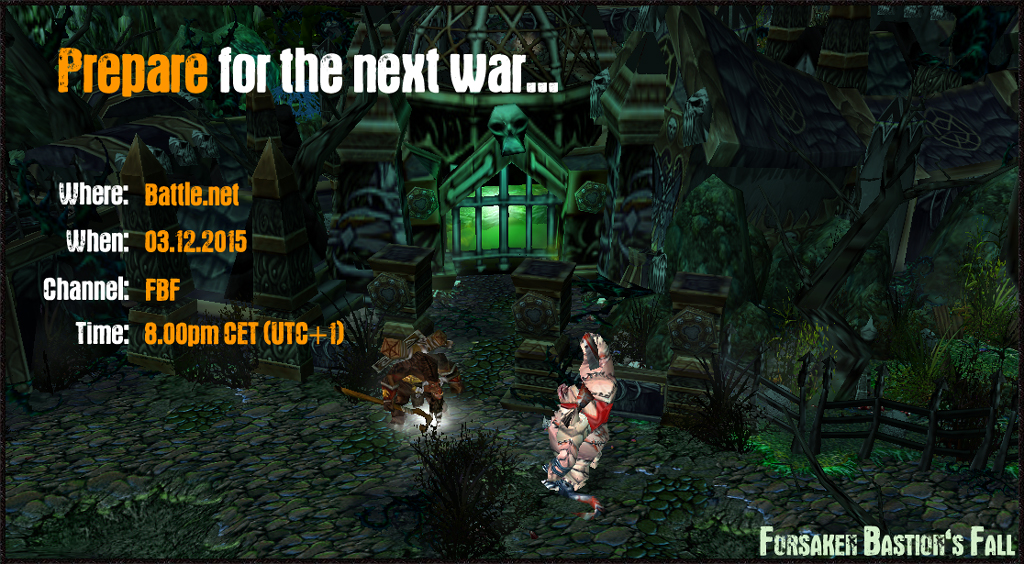 Prepare for the next war...
Where: Battle.net
When: 03.12.2015
Channel: FBF
Time: 8.00pm CET (UTC+1)
Forsaken Bastion's Fall